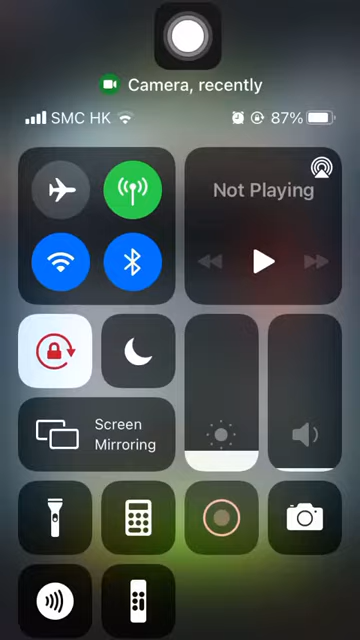 Camera, recently
SMC HK 87%
Not Playing
Screen
Mirroring